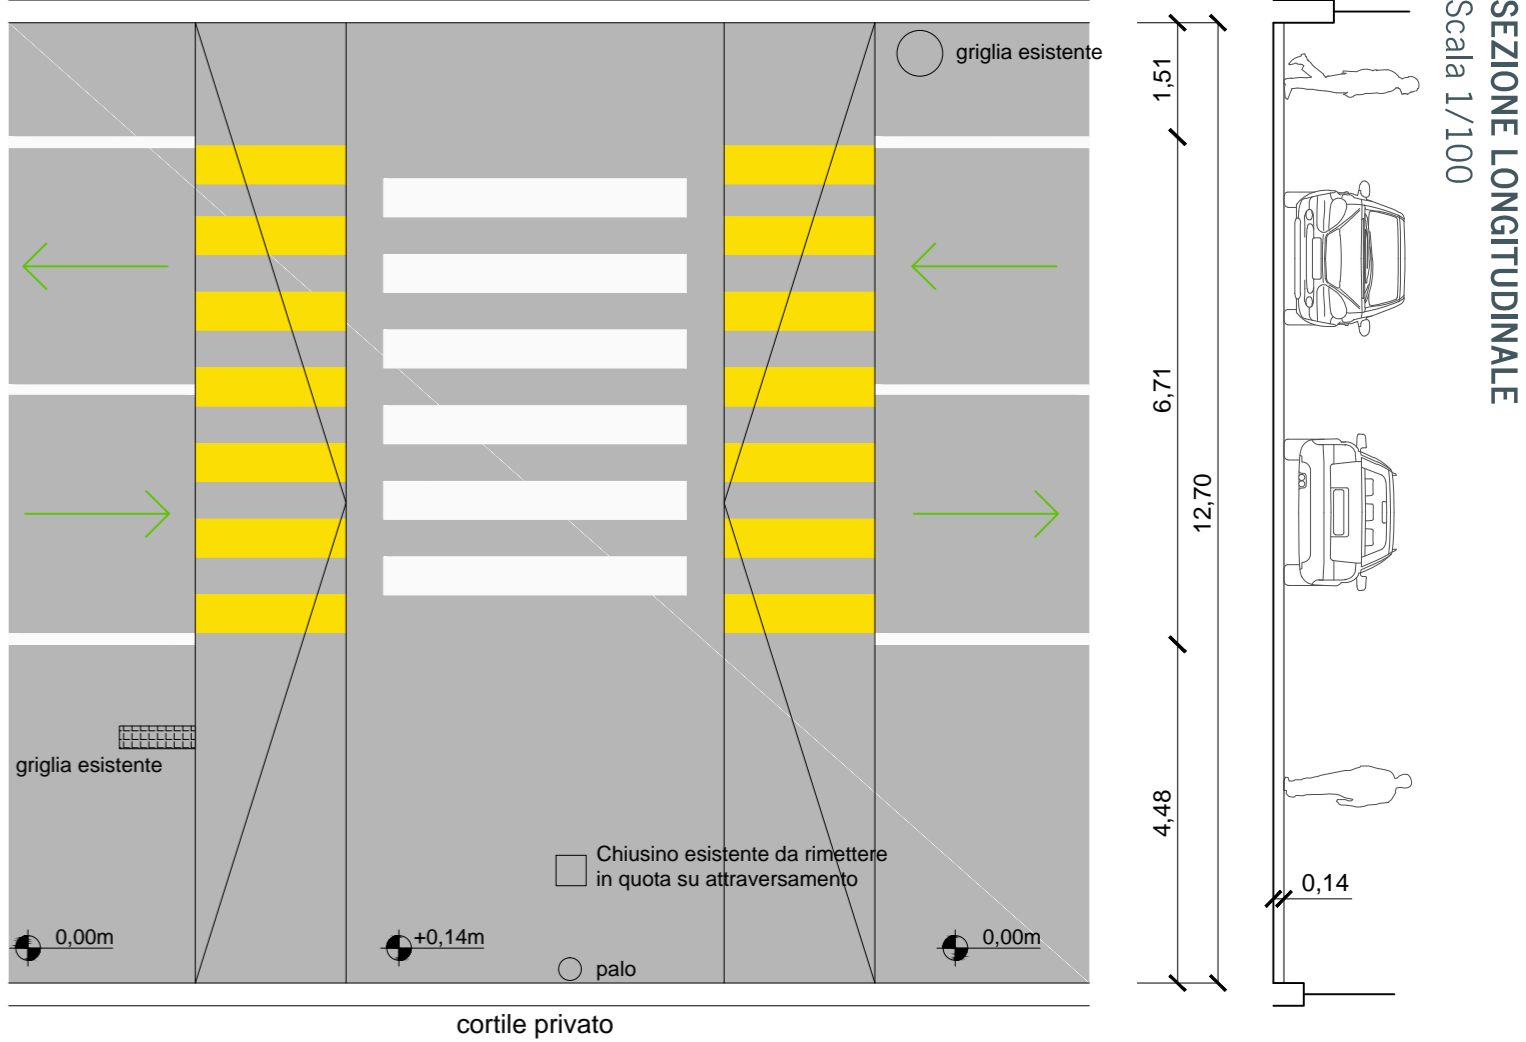 griglia esistente
griglia esistente
Chiusino esistente da rimettere
in quota su attraversamento
0,00m
+0,14m
0,00m
palo
cortile privato
1,51
6,71
12,70
4,48
0,14
SEZIONE LONGITUDINALE
Scala 1/100